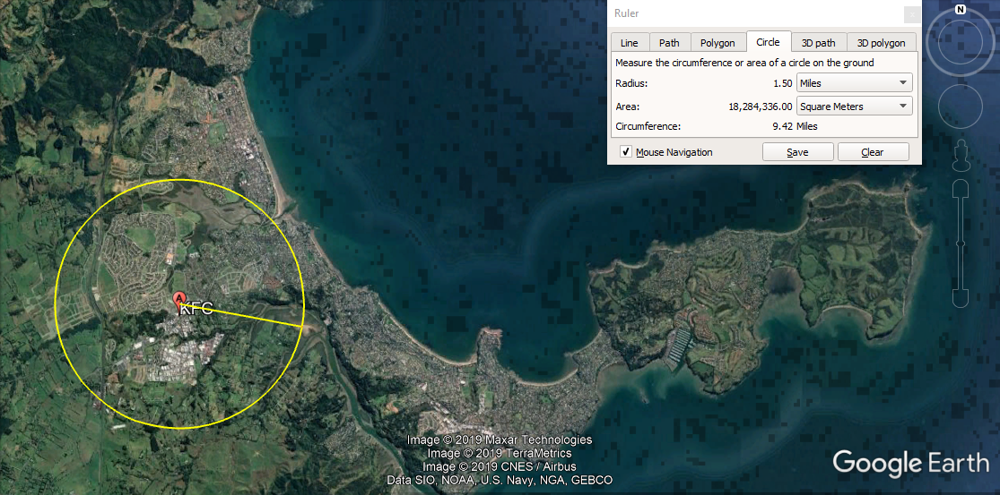 Ruler
Line Path Polygon Circle 3D path 3D polygon
Measure the circumference or area of a circle on the ground
Radius: 1.50 Miles
Area: 18,284,336.00 Square Meters
Circumference: 9.42 Miles
Mouse Navigation Save Clear
N
A
KFC
Image © 2019 Maxar Technologies
Image © 2019 TerraMetrics
Image © 2019 CNES / Airbus
Data SIO, NOAA, U.S. Navy, NGA, GEBCO
Google Earth